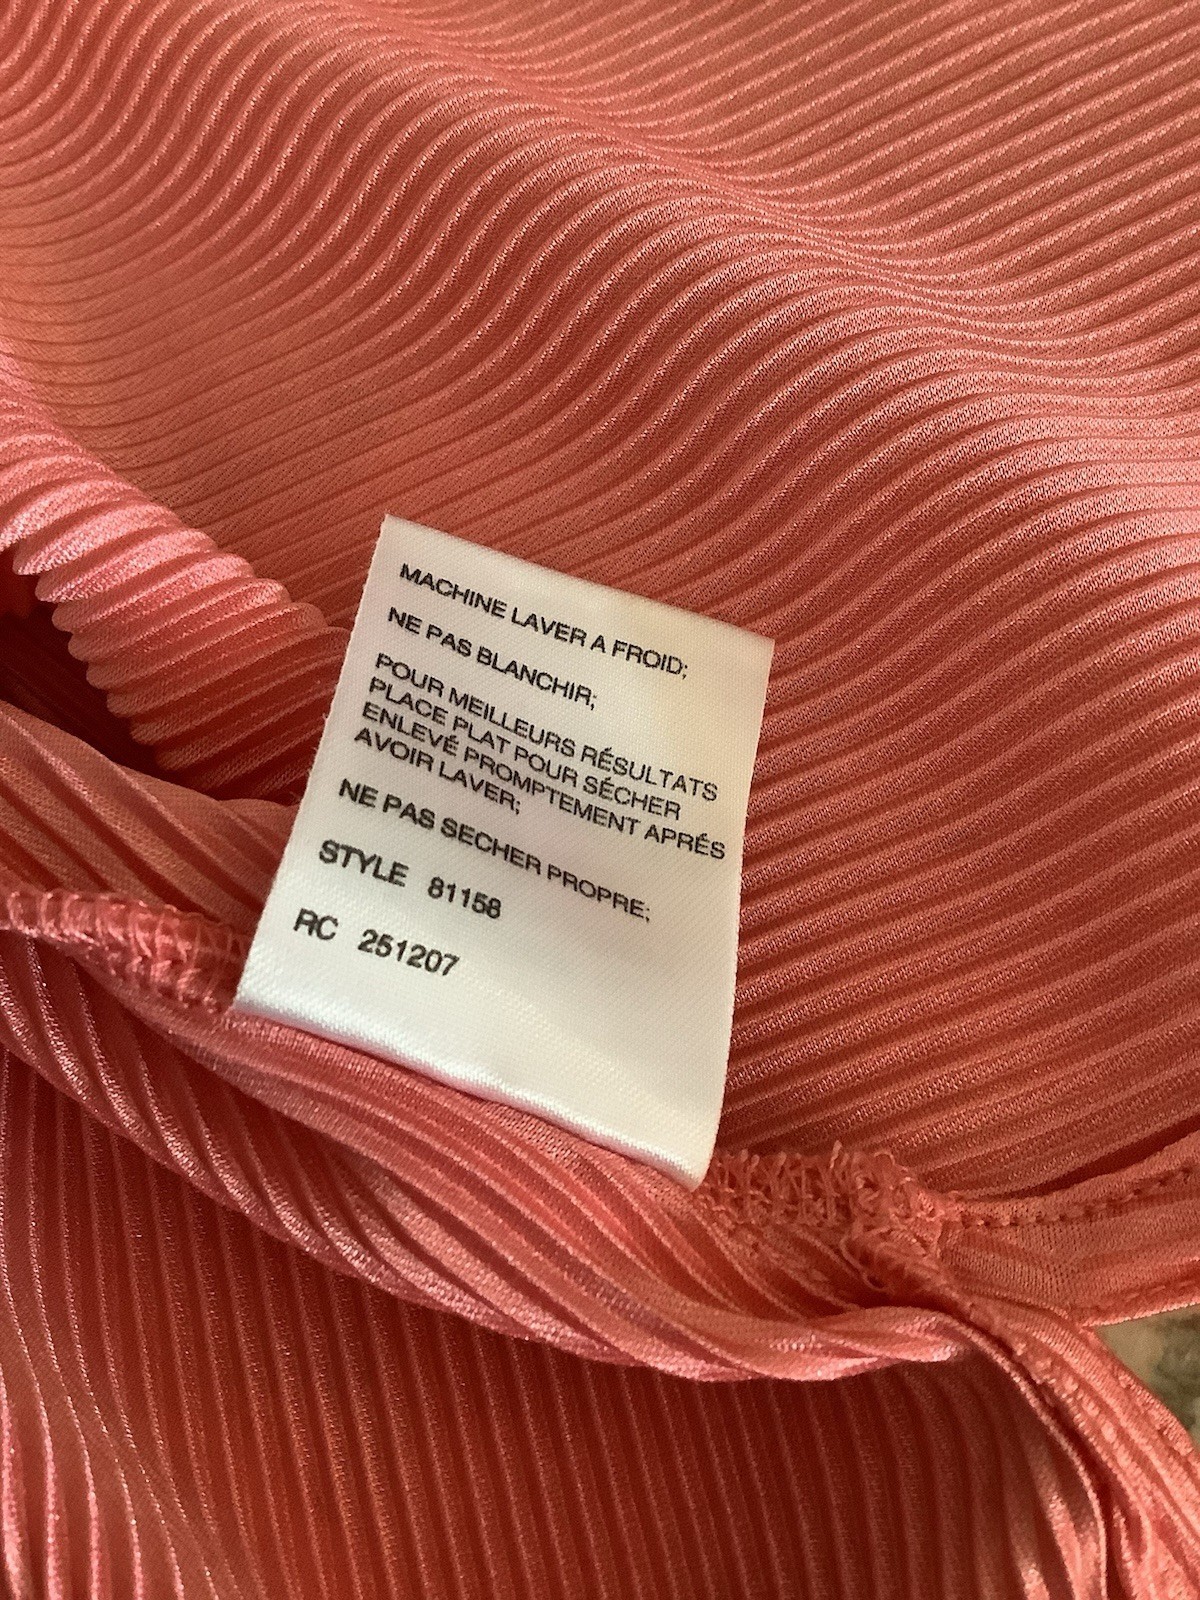 MACHINE LAVER A FROID;
NE PAS BLANCHIR;
POUR MEILLEURS RÉSULTATS
PLACE PLAT POUR SÉCHER
ENLEVÉ PROMPTEMENT APRÉS
AVOIR LAVER;
NE PAS SECHER PROPRE;
STYLE 81158
RC 251207